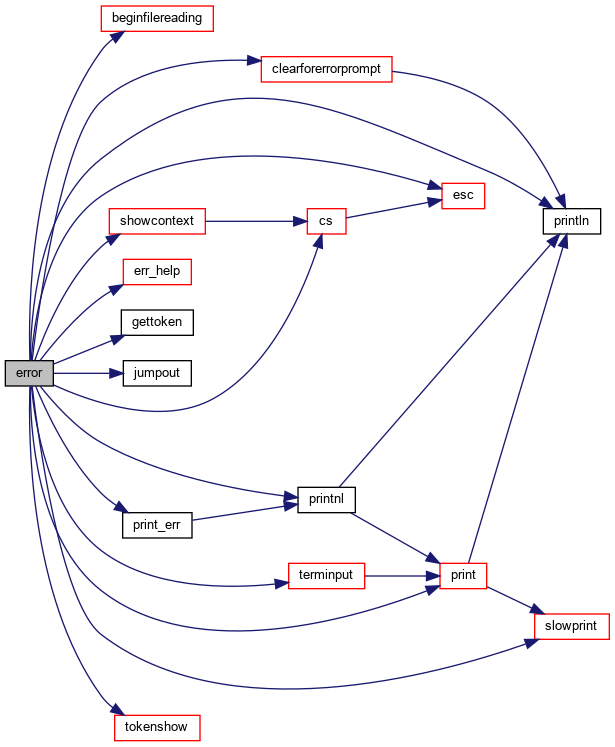 beginfilereading
clearforerrorprompt
esc
println
showcontext
cs
err_help
gettoken
error
jumpout
printnl
print_err
terminput
print
slowprint
tokenshow